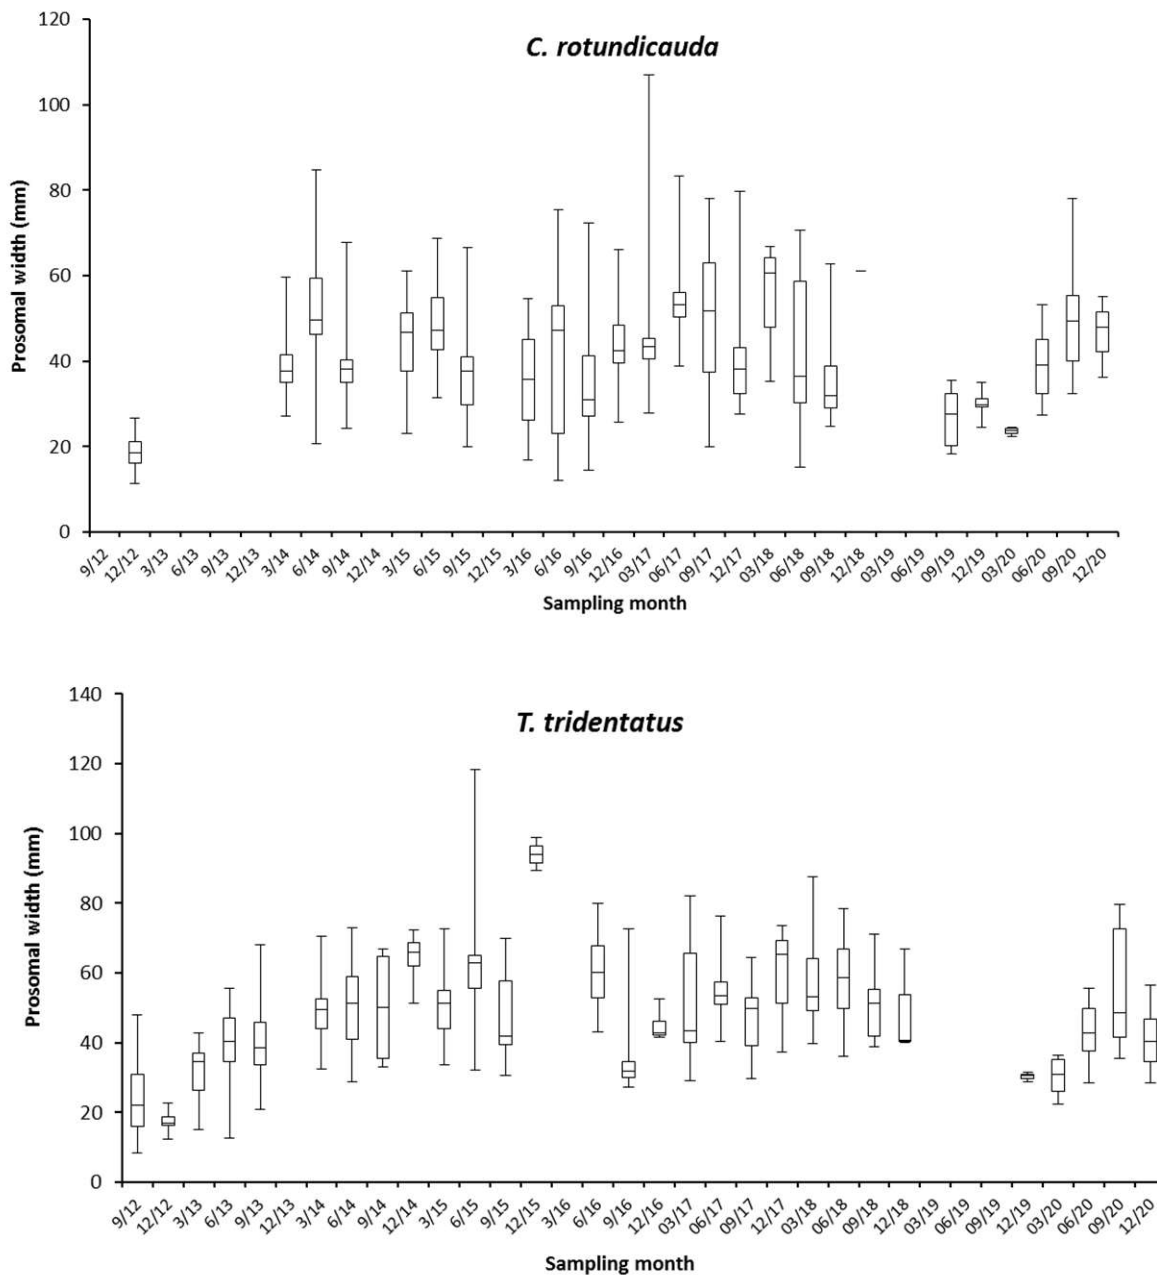 C. rotundicauda
Prosomal width (mm)
120
100
80
60
40
20
0
9/12 12/12 3/13 6/13 9/13 12/13 3/14 6/14 9/14 12/14 3/15 6/15 9/15 12/15 3/16 6/16 9/16 12/16 03/17 06/17 09/17 12/17 03/18 06/18 09/18 12/18 03/19 06/19 09/19 12/19 03/20 06/20 09/20 12/20
Sampling month
T. tridentatus
Prosomal width (mm)
140
120
100
80
60
40
20
0
9/12 12/12 3/13 6/13 9/13 12/13 3/14 6/14 9/14 12/14 3/15 6/15 9/15 12/15 3/16 6/16 9/16 12/16 03/17 06/17 09/17 12/17 03/18 06/18 09/18 12/18 03/19 06/19 09/19 12/19 03/20 06/20 09/20 12/20
Sampling month